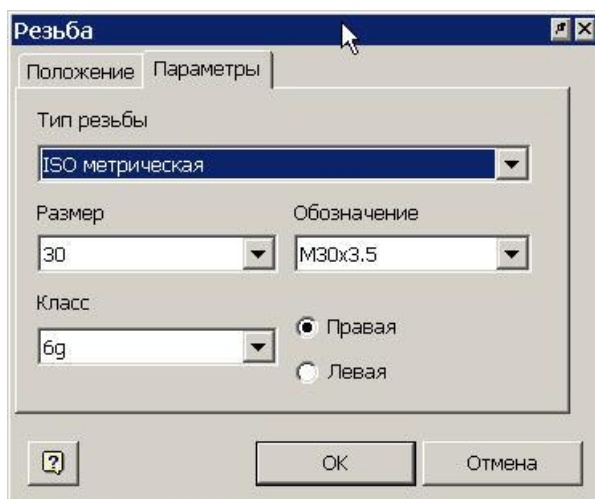 Резьба
Положение Параметры
Тип резьбы
ISO метрическая
Размер Обозначение
30 M30x3.5
Класс
6g
Правая
Левая
OK Отмена